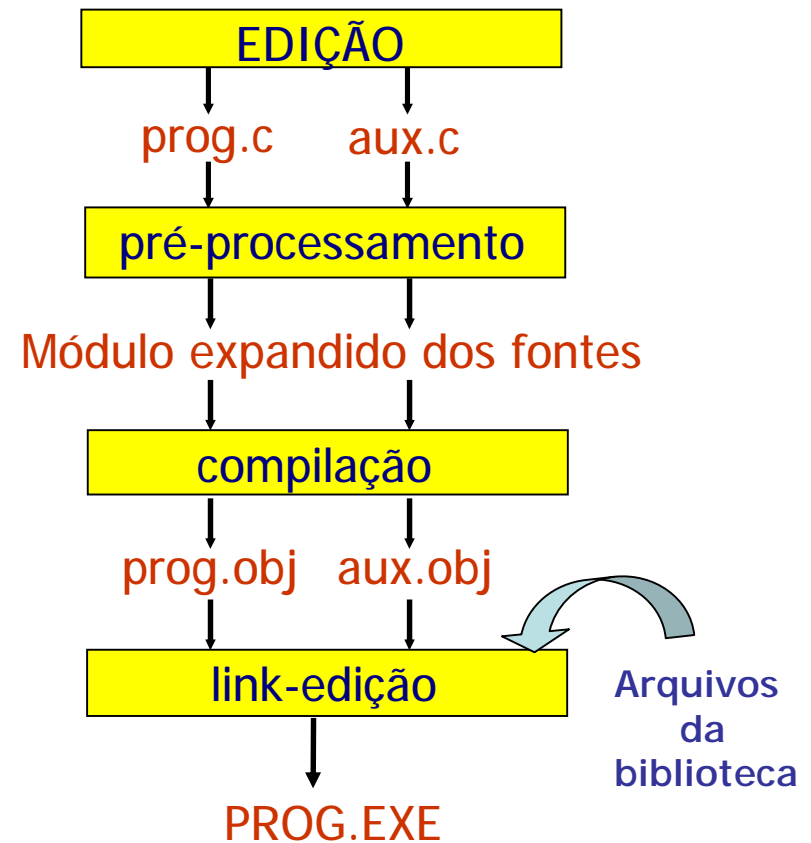 EDIÇÃO
prog.c aux.c
pré-processamento
Módulo expandido dos fontes
compilação
prog.obj aux.obj
link-edição
Arquivos
da
biblioteca
PROG.EXE